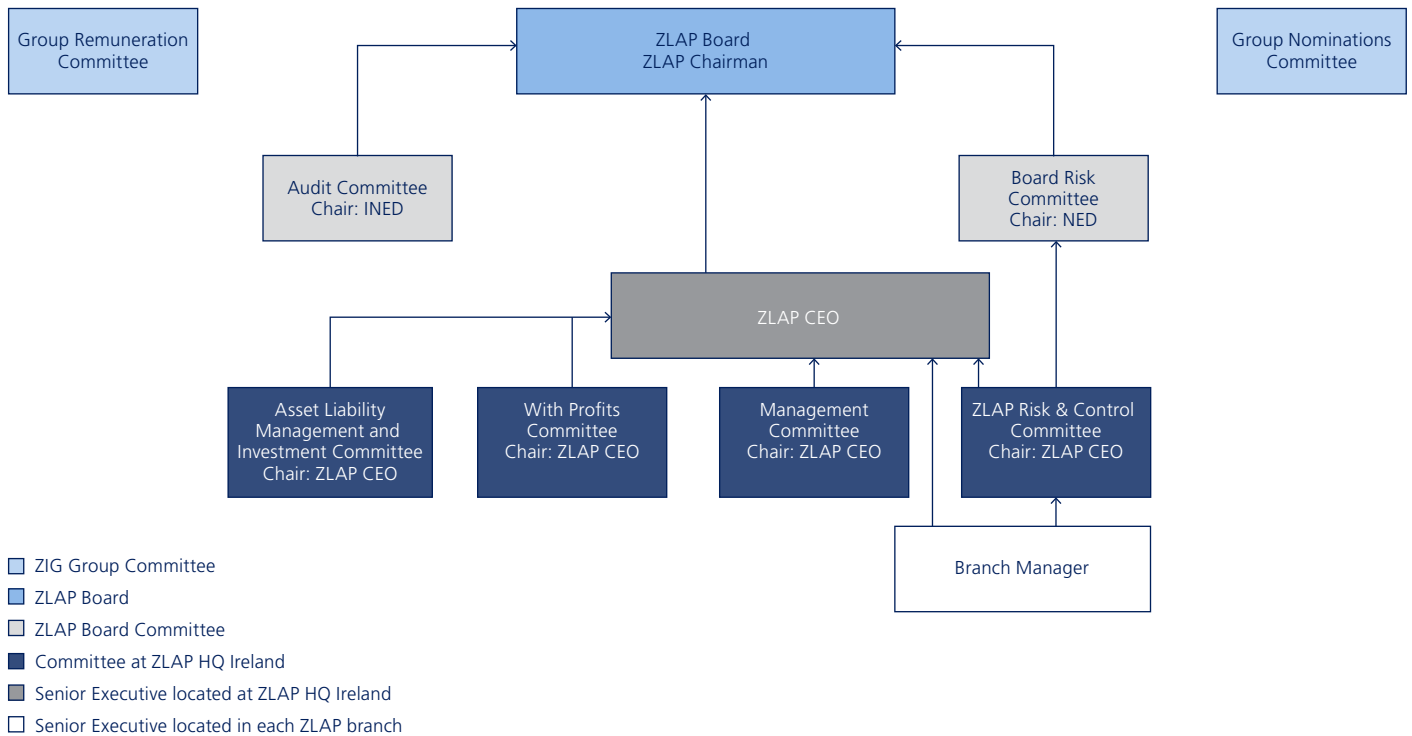 Group Remuneration
Committee
ZLAP Board
ZLAP Chairman
Group Nominations
Committee
Audit Committee
Chair: INED
Board Risk
Committee
Chair: NED
ZLAP CEO
Asset Liability
Management and
Investment Committee
Chair: ZLAP CEO
With Profits
Committee
Chair: ZLAP CEO
Management
Committee
Chair: ZLAP CEO
ZLAP Risk & Control
Committee
Chair: ZLAP CEO
Branch Manager
ZIG Group Committee
ZLAP Board
ZLAP Board Committee
Committee at ZLAP HQ Ireland
Senior Executive located at ZLAP HQ Ireland
Senior Executive located in each ZLAP branch